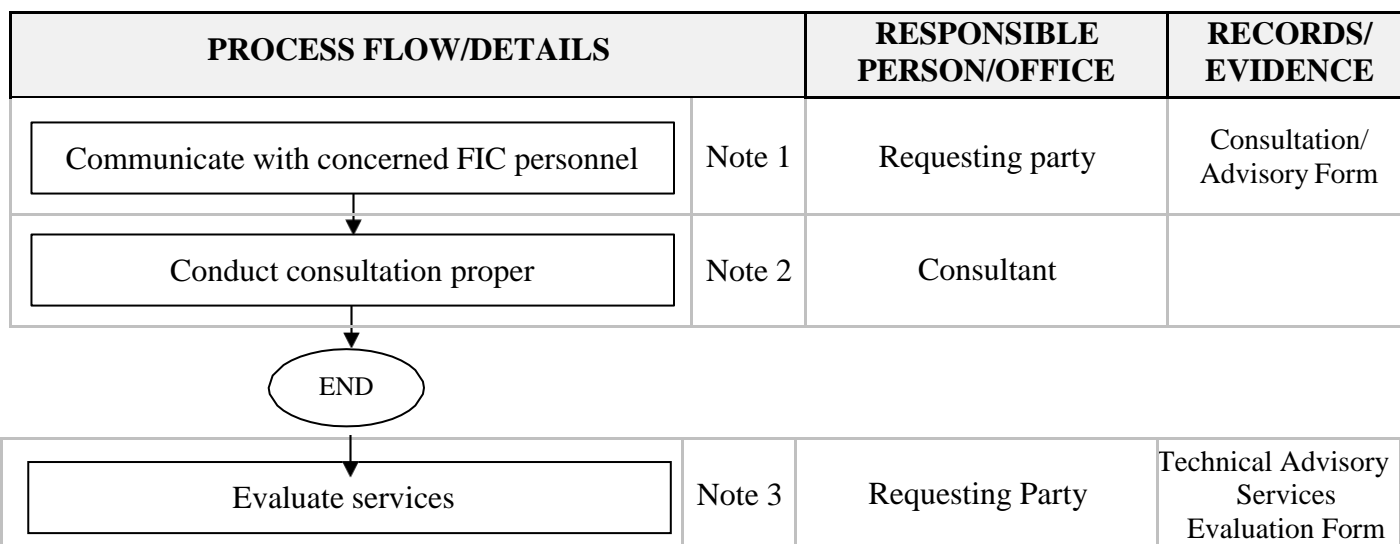 PROCESS FLOW/DETAILS
RESPONSIBLE
PERSON/OFFICE
RECORDS/
EVIDENCE
Communicate with concerned FIC personnel
Note 1
Requesting party
Consultation/
Advisory Form
Conduct consultation proper
Note 2
Consultant
END
Evaluate services
Note 3
Requesting Party
Technical Advisory
Services
Evaluation Form